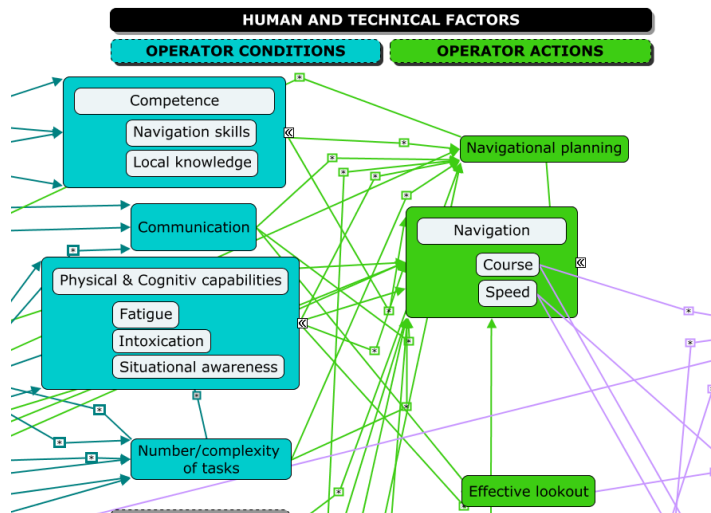 HUMAN AND TECHNICAL FACTORS
OPERATOR CONDITIONS
OPERATOR ACTIONS
Competence
Navigation skills
Local knowledge
Navigational planning
Communication
Navigation
Course
Speed
Physical & Cognitiv capabilities
Fatigue
Intoxication
Situational awareness
Number/complexity
of tasks
Effective lookout